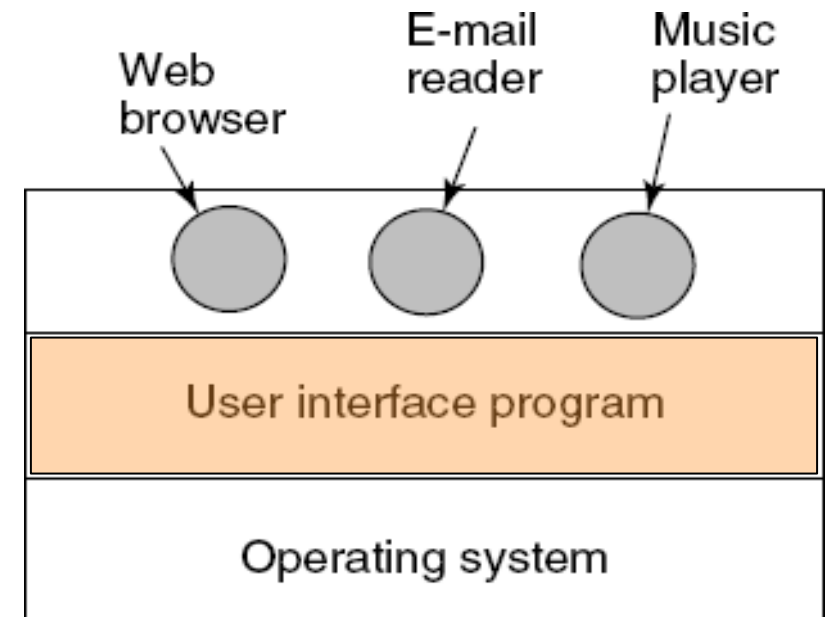 Web
browser
E-mail
reader
Music
player
User interface program
Operating system